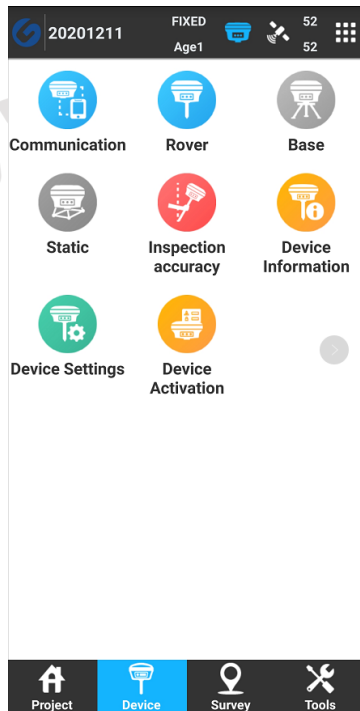 20201211
FIXED
Age1
52
52
Communication
Rover
Base
Static
Inspection
accuracy
Device
Information
Device Settings
Device
Activation
Project
Device
Survey
Tools